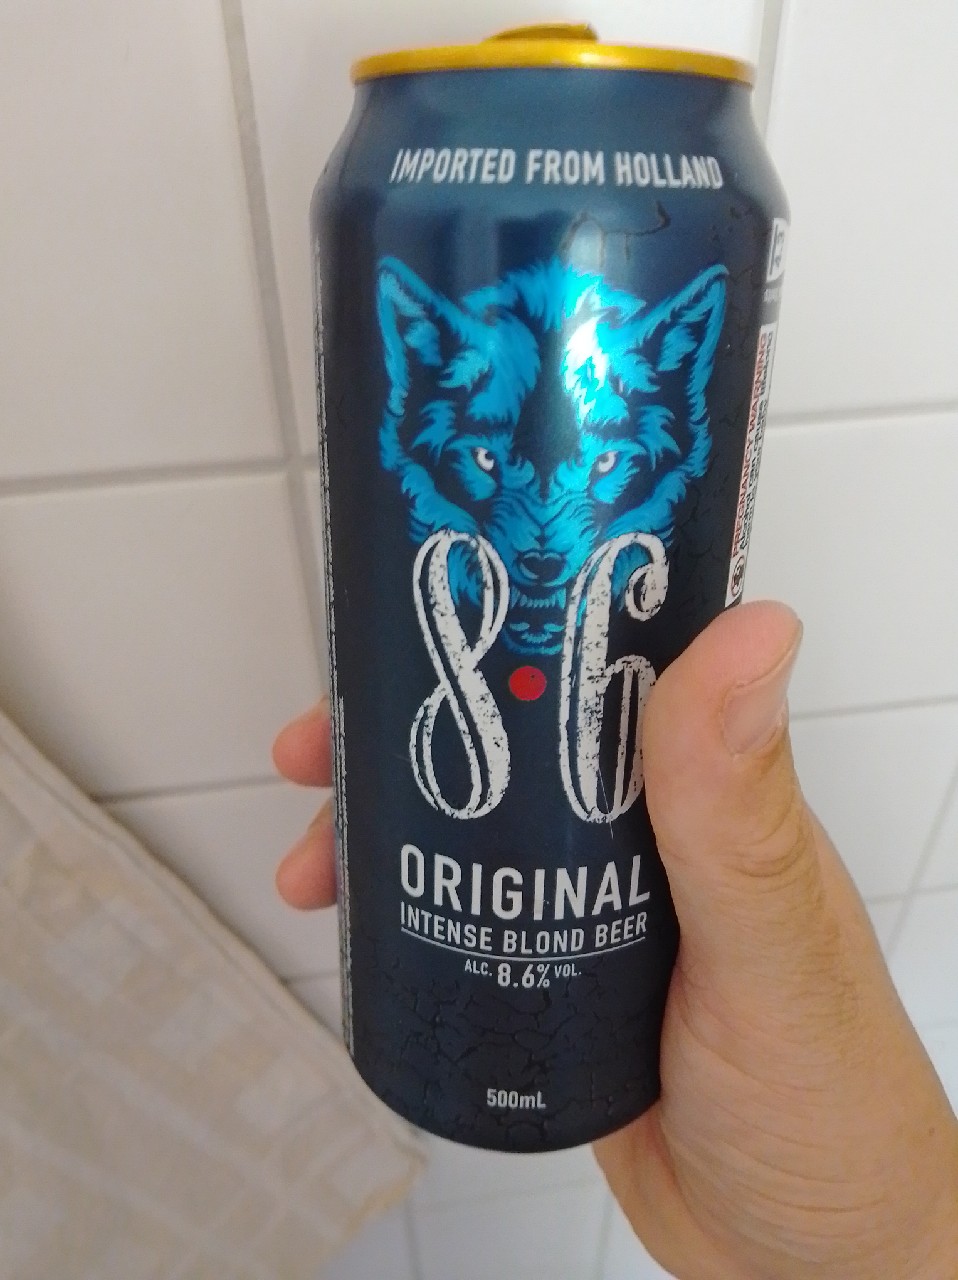 IMPORTED FROM HOLLAND
8·6
ORIGINAL
INTENSE BLOND BEER
ALC. 8.6% VOL.
500mL
PREGNANCY WARNING